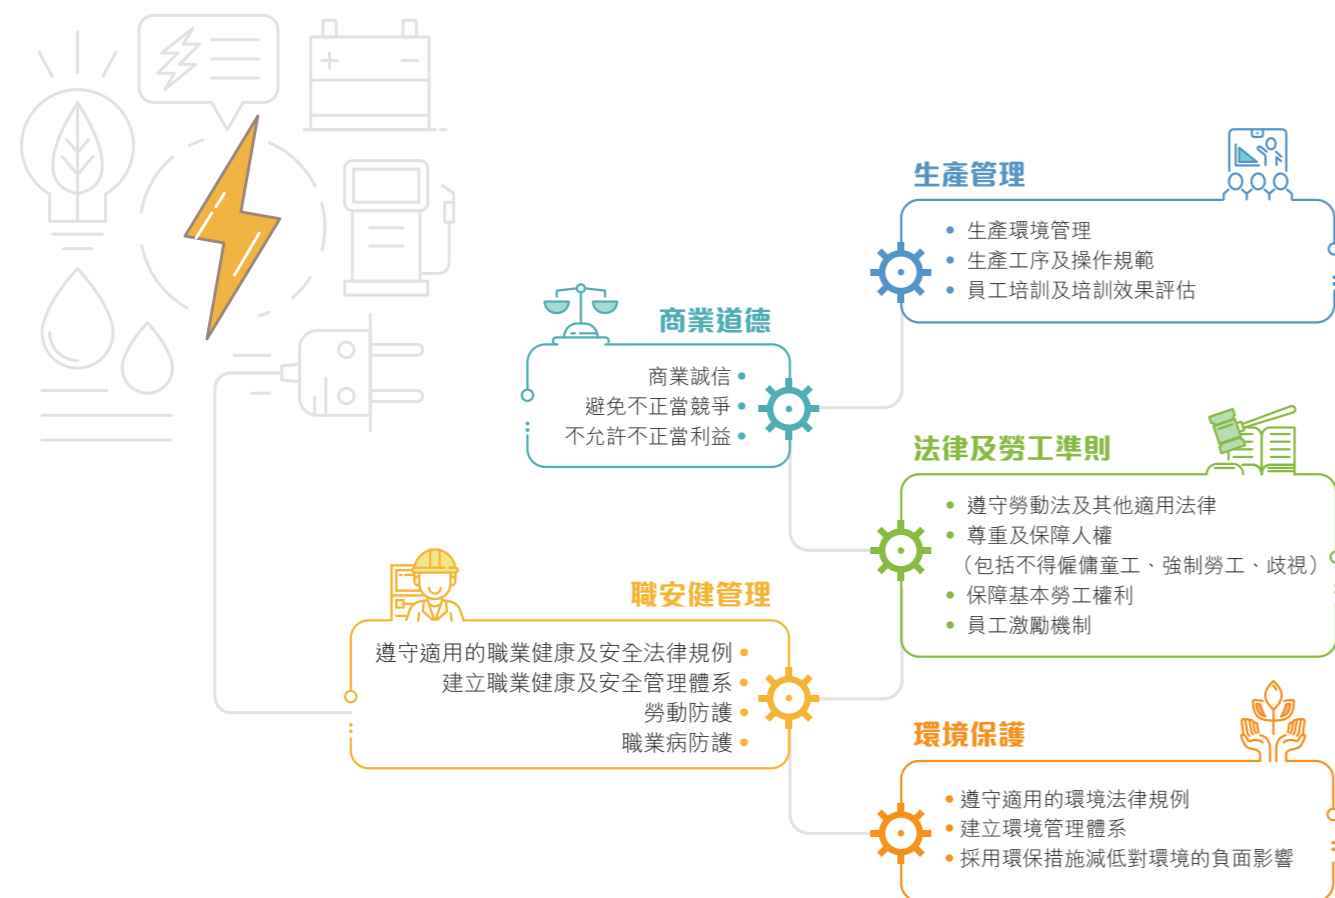 生產管理
• 生產環境管理
• 生產工序及操作規範
• 員工培訓及培訓效果評估
商業道德
商業誠信 •
避免不正當競爭 •
不允許不正當利益 •
法律及勞工準則
• 遵守勞動法及其他適用法律
• 尊重及保障人權
（包括不得僱傭童工、強制勞工、歧視）
• 保障基本勞工權利
• 員工激勵機制
職安健管理
遵守適用的職業健康及安全法律規例 •
建立職業健康及安全管理體系 •
勞動防護 •
職業病防護 •
環境保護
• 遵守適用的環境法律規例
• 建立環境管理體系
• 採用環保措施減低對環境的負面影響